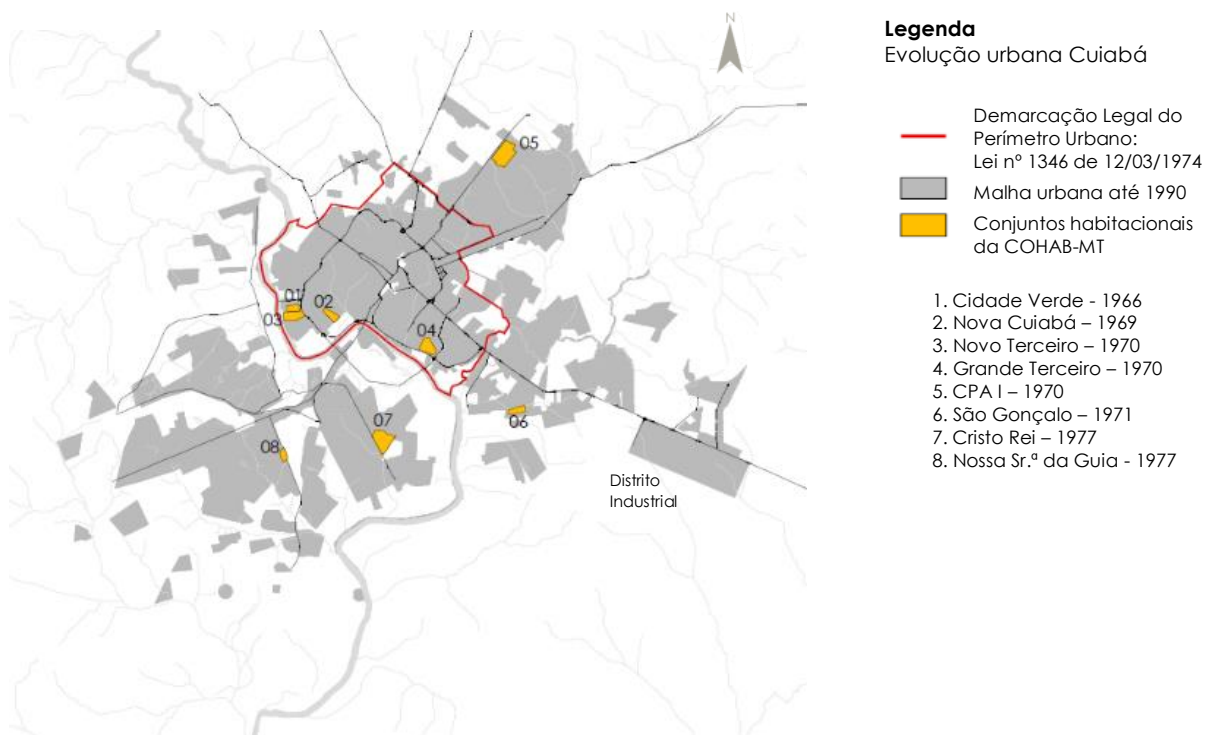 N
05
01
02
03
04
07
06
08
Distrito
Industrial
Legenda
Evolução urbana Cuiabá
Demarcação Legal do
Perímetro Urbano:
Lei nº 1346 de 12/03/1974
Malha urbana até 1990
Conjuntos habitacionais
da COHAB-MT
1. Cidade Verde - 1966
2. Nova Cuiabá – 1969
3. Novo Terceiro – 1970
4. Grande Terceiro – 1970
5. CPA I – 1970
6. São Gonçalo – 1971
7. Cristo Rei – 1977
8. Nossa Sr.ª da Guia - 1977